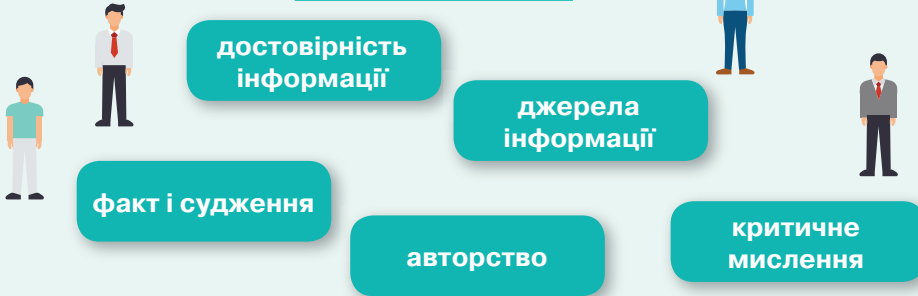 достовірність
інформації
джерела
інформації
факт і судження
авторство
критичне
мислення